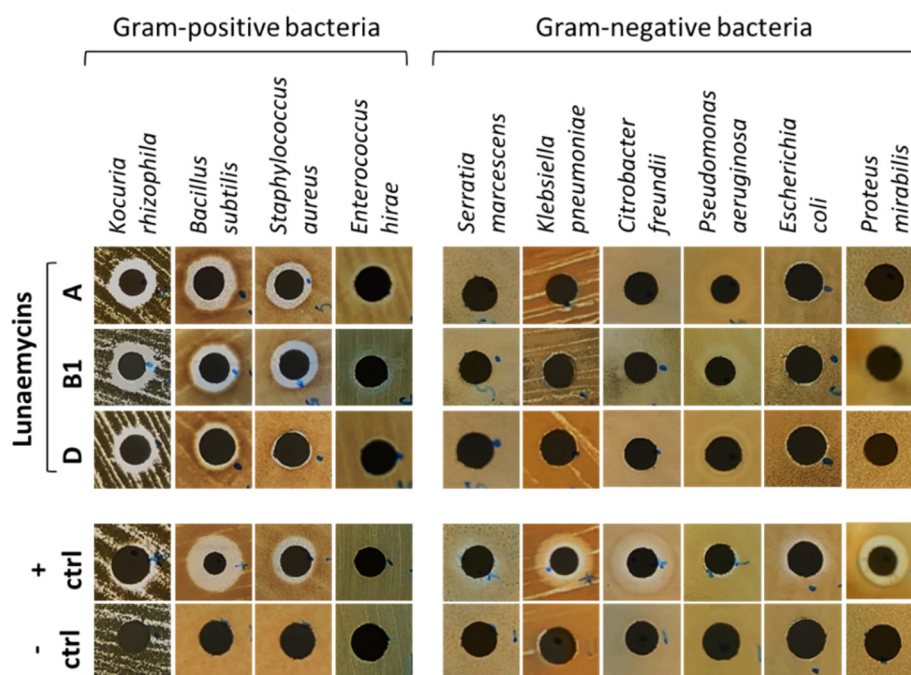 Gram-positive bacteria
Gram-negative bacteria
Kocuria
rhizophila
Bacillus
subtilis
Staphylococcus
aureus
Enterococcus
hirae
Serratia
marcescens
Klebsiella
pneumoniae
Citrobacter
freundii
Pseudomonas
aeruginosa
Escherichia
coli
Proteus
mirabilis
Lunaemycins
A
B1
D
+
ctrl
-
ctrl